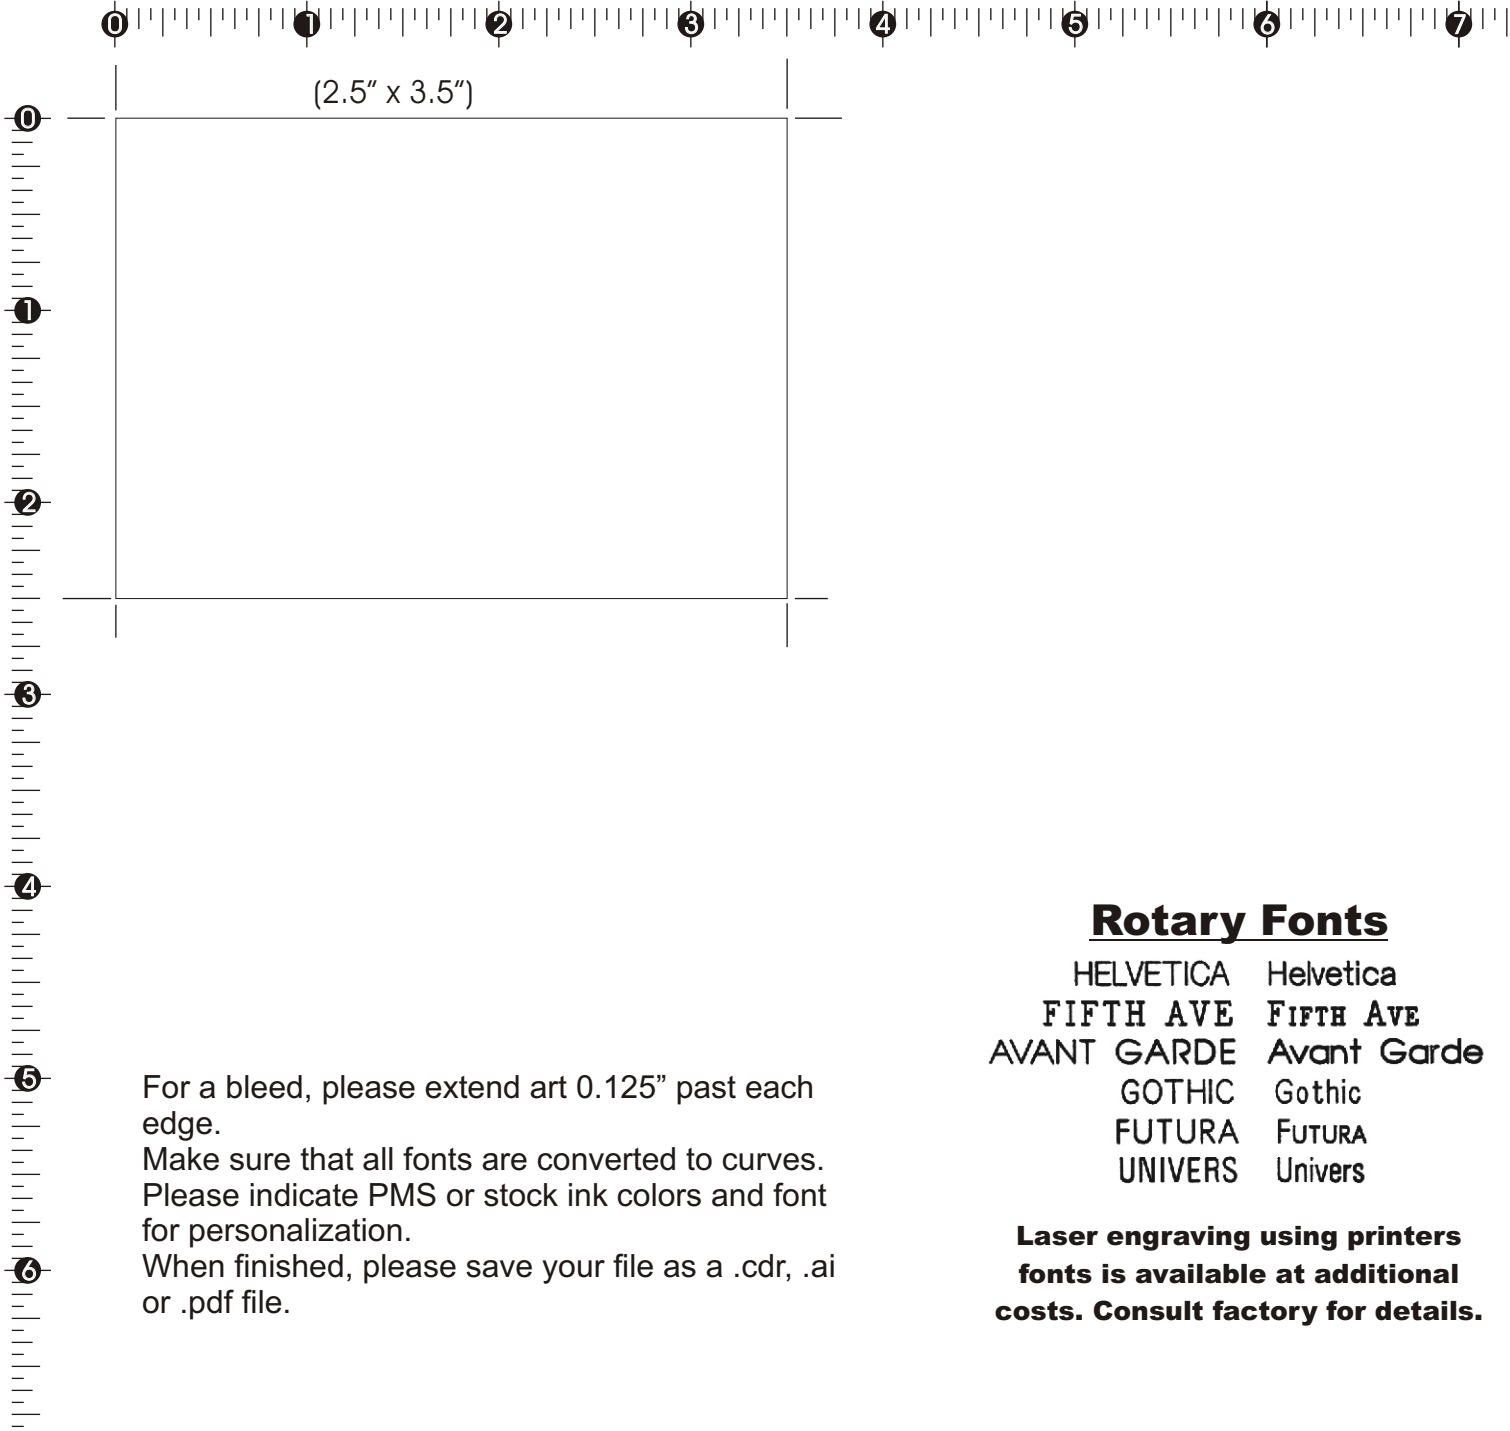 0 1 2 3 4 5 6 7
(2.5” x 3.5”)
0
1
2
3
4
5
6
For a bleed, please extend art 0.125” past each
edge.
Make sure that all fonts are converted to curves.
Please indicate PMS or stock ink colors and font
for personalization.
When finished, please save your file as a .cdr, .ai
or .pdf file.
Rotary Fonts
HELVETICA Helvetica
FIFTH AVE FIFTH AVE
AVANT GARDE Avant Garde
GOTHIC Gothic
FUTURA FUTURA
UNIVERS Univers
Laser engraving using printers
fonts is available at additional
costs. Consult factory for details.